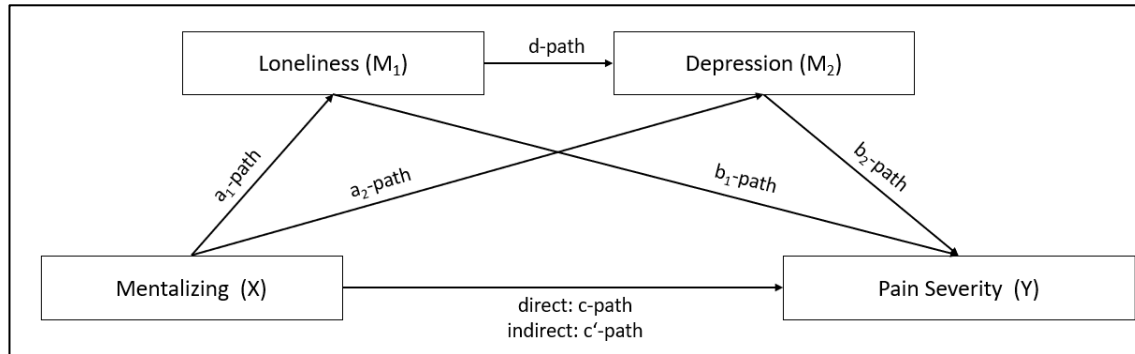 d-path
Loneliness (M₁)
Depression (M₂)
a₁-path
a₂-path
b₁-path
b₂-path
Mentalizing (X)
Pain Severity (Y)
direct: c-path
indirect: c‘-path